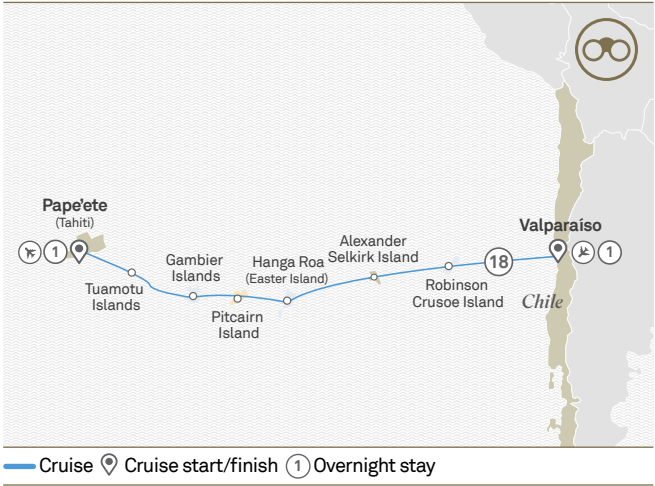 Pape'ete
(Tahiti)
1
Tuamotu
Islands
Gambier
Islands
Pitcairn
Island
Hanga Roa
(Easter Island)
Alexander
Selkirk Island
Robinson
Crusoe Island
18
Valparaíso
1
Chile
Cruise
Cruise start/finish
1 Overnight stay